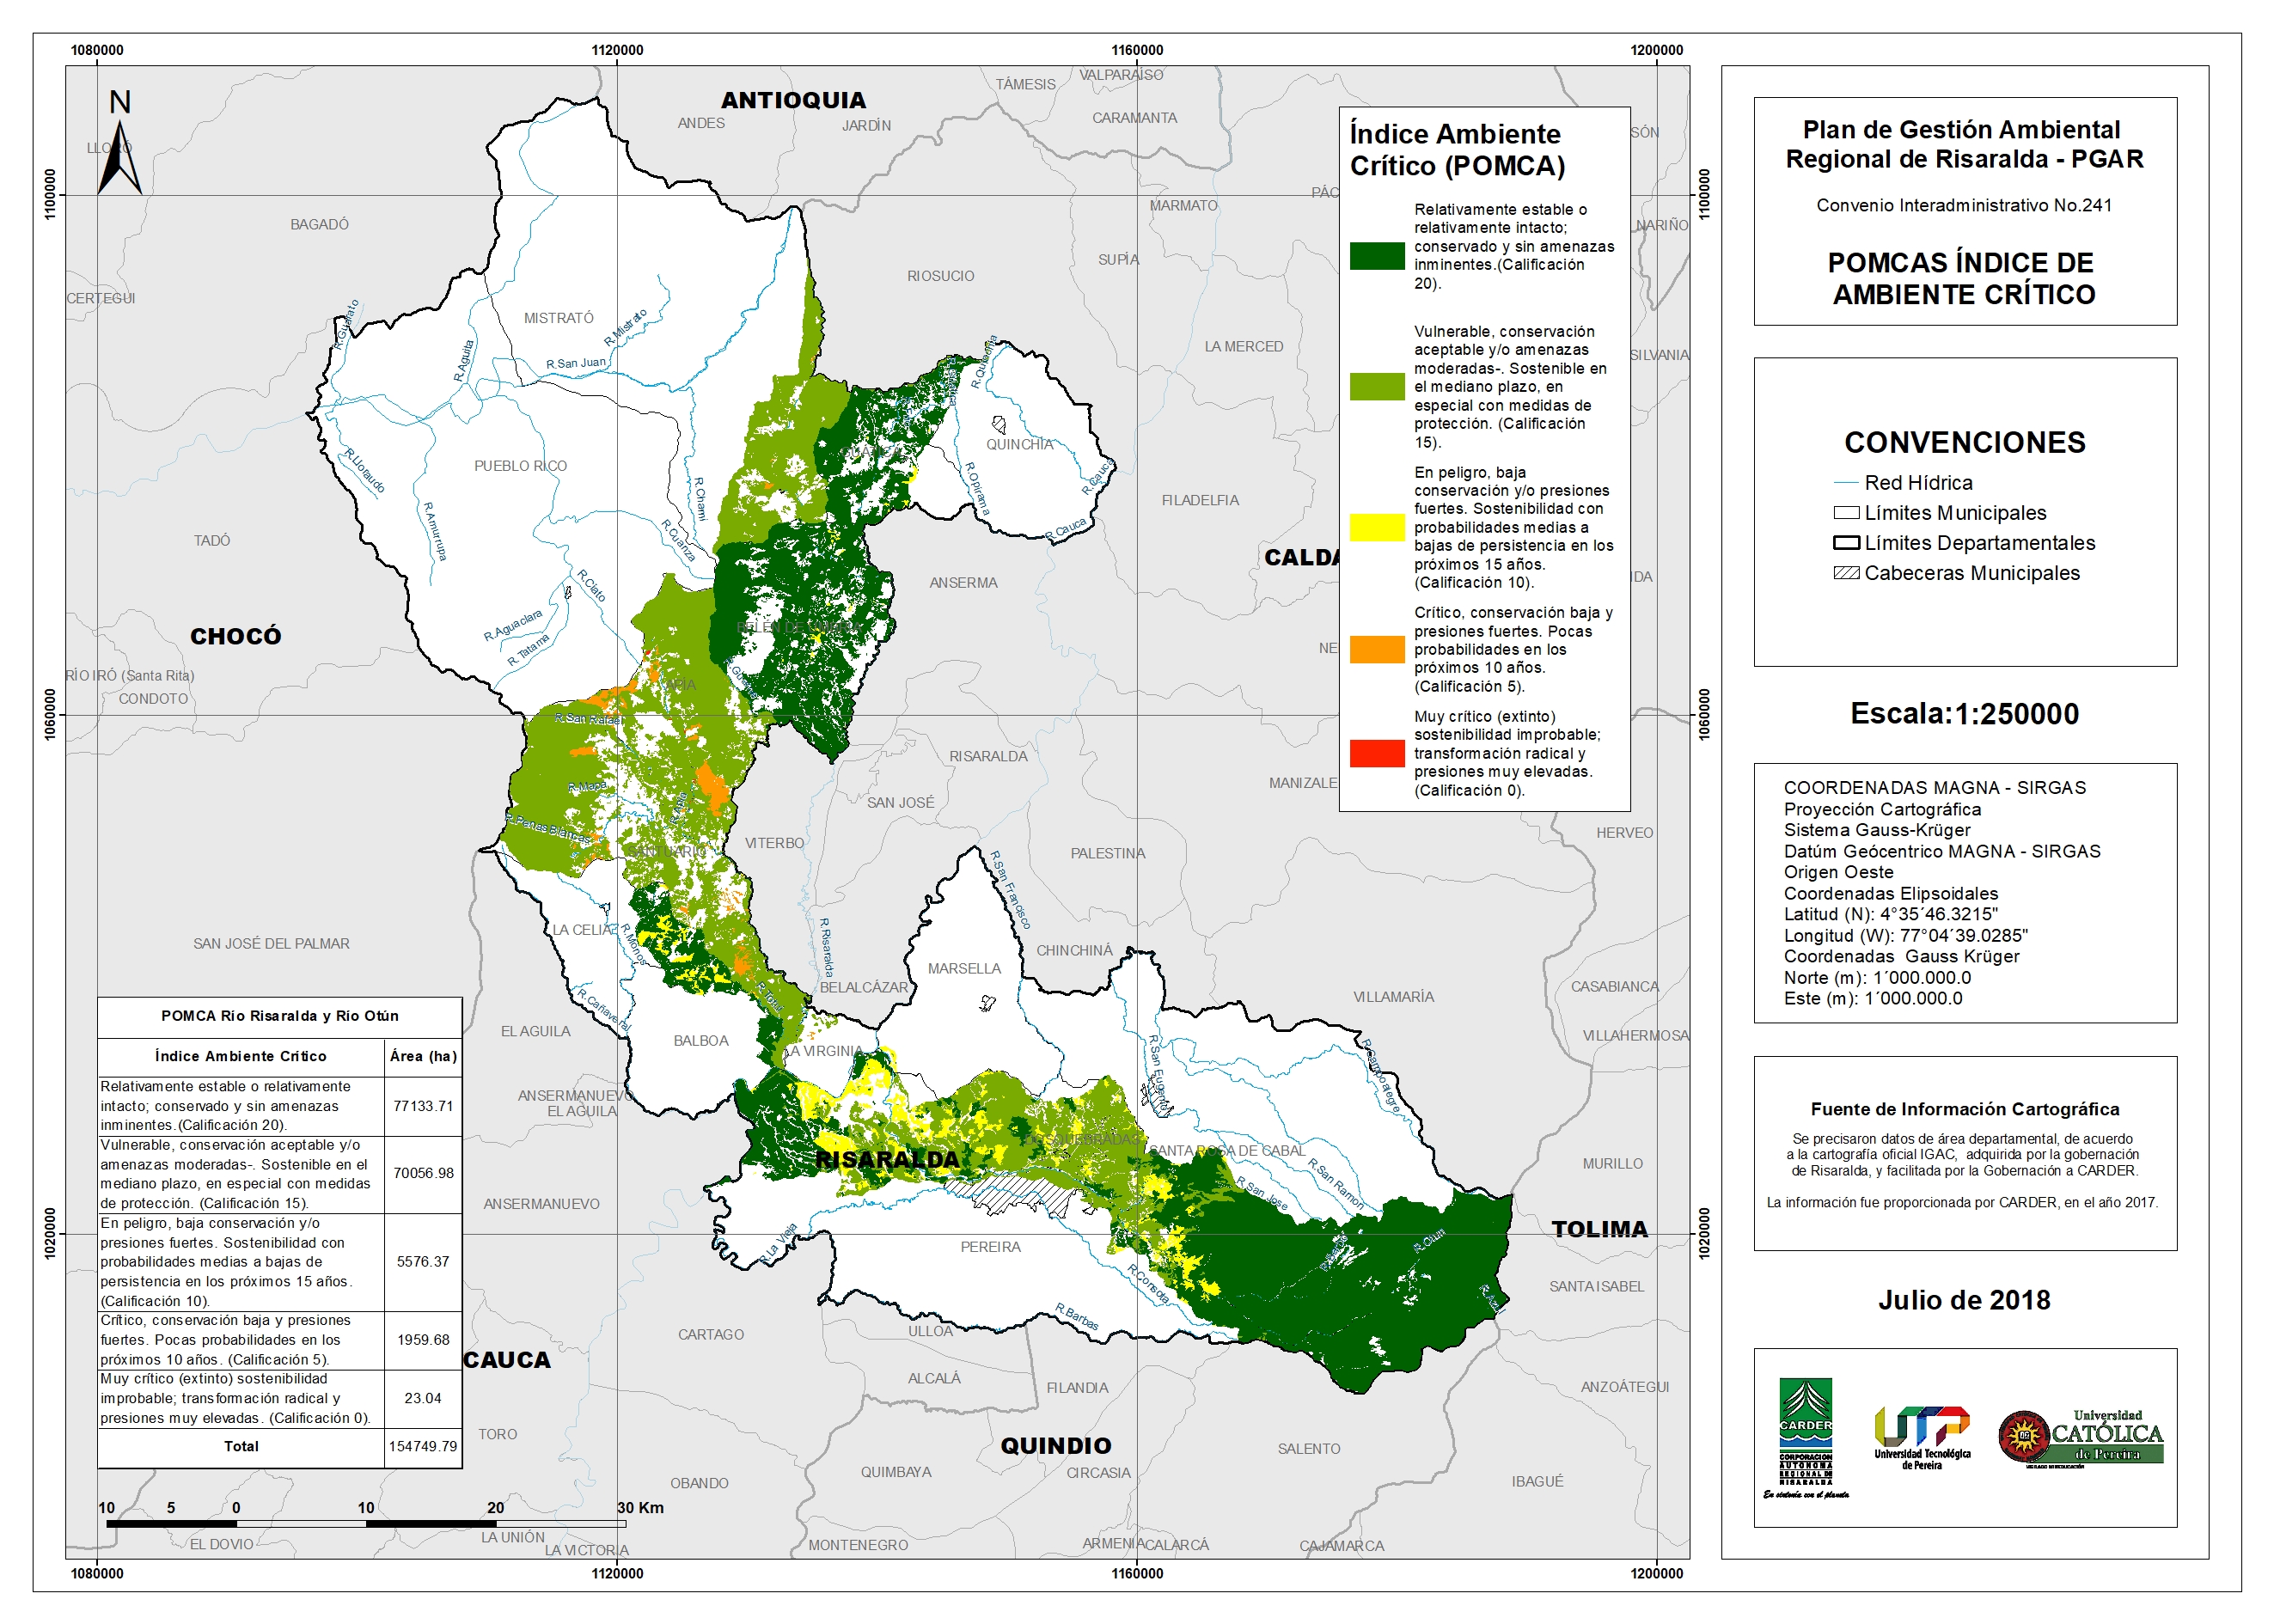 1080000
1120000
1160000
1200000
N
ANTIOQUIA
ANDES
JARDÌN
TÁMESIS
VALPARAÍSO
CARAMANTA
MARMATO
SUPÍA
RIOSUCIO
LA MERCED
FILADELFIA
BAGADÓ
CERTEGUI
TADÓ
CHOCÓ
RÍO IRÓ (Santa Rita)
CONDOTO
SAN JOSÉ DEL PALMAR
NARIÑO
1100000
1100000
MISTRATÓ
R.Agüita
R.San Juan
R.Mistrato
PUEBLO RICO
R.Lloraudo
R.Amurrupa
R.Chami
R.Cuanza
R.Ciato
R.Aguaclara
R.Tatama
QUINCHÍA
R.Opirama
R.Cauca
R.Cauca
ANSERMA
CALDA
1060000
1060000
R.San Rafael
R.Mapa
R.Peñas Blancas
SANTUARIO
RISARALDA
SAN JOSÉ
VITERBO
PALESTINA
MANIZALE
HERVEO
R.San Francisco
R.Risaralda
LA CELIA
R.Monos
R.Cañaveral
BALBOA
R.Totui
BELALCÁZAR
MARSELLA
CHINCHINÁ
VILLAMARÍA
CASABIANCA
VILLAHERMOSA
EL AGUILA
LA VIRGINIA
ANSERMANUEVO
EL AGUILA
ANSERMANUEVO
R.San Eugenio
R.Campoalegre
RISARALDA
SANTA ROSA DE CABAL
R.San Ramon
R.San Jose
MURILLO
TOLIMA
1020000
1020000
PEREIRA
R.La Vieja
R.Consota
R.Barbas
R.Otun
R.Azul
SANTA ISABEL
CARTAGO
ULLOA
ALCALÁ
FILANDIA
ANZOÁTEGUI
CAUCA
QUINDIO
TORO
OBANDO
QUIMBAYA
CIRCASIA
SALENTO
IBAGUÉ
EL DOVIO
LA UNIÓN
LA VICTORIA
MONTENEGRO
ARMENIA
CALARCÁ
CAJAMARCA
Índice Ambiente
Crítico (POMCA)
Relativamente estable o
relativamente intacto;
conservado y sin amenazas
inminentes.(Calificación
20).
Vulnerable, conservación
aceptable y/o amenazas
moderadas-. Sostenible en
el mediano plazo, en
especial con medidas de
protección. (Calificación
15).
En peligro, baja
conservación y/o presiones
fuertes. Sostenibilidad con
probabilidades medias a
bajas de persistencia en los
próximos 15 años.
(Calificación 10).
Crítico, conservación baja y
presiones fuertes. Pocas
probabilidades en los
próximos 10 años.
(Calificación 5).
Muy crítico (extinto)
sostenibilidad improbable;
transformación radical y
presiones muy elevadas.
(Calificación 0).
POMCA Río Risaralda y Río Otún
Índice Ambiente Crítico Área (ha)
Relativamente estable o relativamente
intacto; conservado y sin amenazas
inminentes.(Calificación 20).
77133.71
Vulnerable, conservación aceptable y/o
amenazas moderadas-. Sostenible en el
mediano plazo, en especial con medidas
de protección. (Calificación 15).
70056.98
En peligro, baja conservación y/o
presiones fuertes. Sostenibilidad con
probabilidades medias a bajas de
persistencia en los próximos 15 años.
(Calificación 10).
5576.37
Crítico, conservación baja y presiones
fuertes. Pocas probabilidades en los
próximos 10 años. (Calificación 5).
1959.68
Muy crítico (extinto) sostenibilidad
improbable; transformación radical y
presiones muy elevadas. (Calificación 0).
23.04
Total 154749.79
10 5 0 10 20 30 Km
1080000
1120000
1160000
1200000
Plan de Gestión Ambiental
Regional de Risaralda - PGAR
Convenio Interadministrativo No.241
POMCAS ÍNDICE DE
AMBIENTE CRÍTICO
CONVENCIONES
Red Hídrica
Límites Municipales
Límites Departamentales
Cabeceras Municipales
Escala:1:250000
COORDENADAS MAGNA - SIRGAS
Proyección Cartográfica
Sistema Gauss-Krüger
Datúm Geócentrico MAGNA - SIRGAS
Origen Oeste
Coordenadas Elipsoidales
Latitud (N): 4°35´46.3215"
Longitud (W): 77°04´39.0285"
Coordenadas Gauss Krüger
Norte (m): 1´000.000.0
Este (m): 1´000.000.0
Fuente de Información Cartográfica
Se precisaron datos de área departamental, de acuerdo
a la cartografía oficial IGAC, adquirida por la gobernación
de Risaralda, y facilitada por la Gobernación a CARDER.
La información fue proporcionada por CARDER, en el año 2017.
Julio de 2018
CARDER
CORPORACION
AUTONOMA
REGIONAL DE
RISARALDA
En sintonía con el planeta
UTP
Universidad Tecnológica
de Pereira
Universidad
CATÓLICA
de Pereira